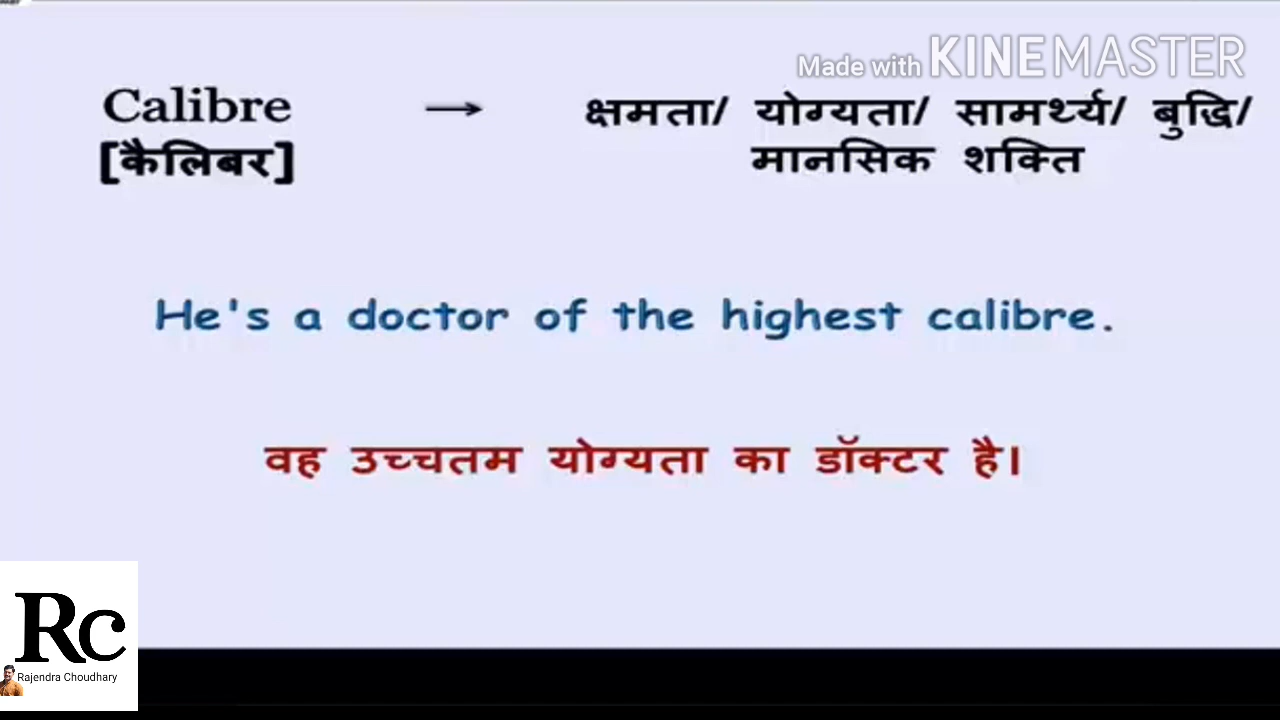 Made with KINEMASTER
Calibre → क्षमता/ योग्यता/ सामर्थ्य/ बुद्धि/
[कैलिबर] मानसिक शक्ति
He's a doctor of the highest calibre.
वह उच्चतम योग्यता का डॉक्टर है।
Rc
Rajendra Choudhary